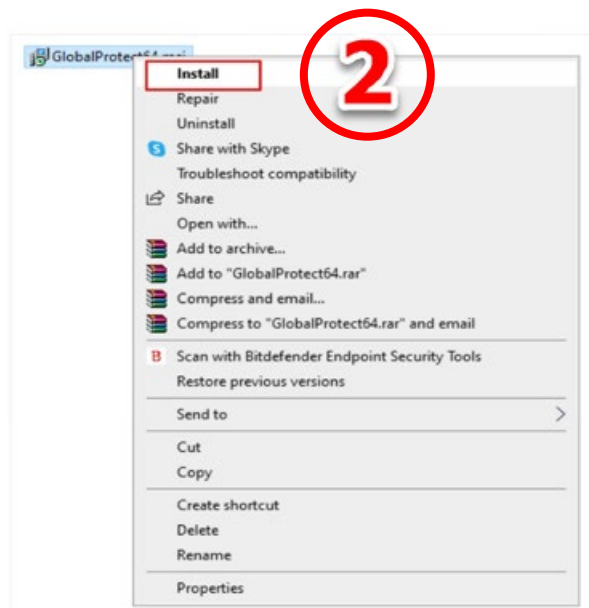 GlobalProtect64.msi
2
Install
Repair
Uninstall
Share with Skype
Troubleshoot compatibility
Share
Open with...
Add to archive...
Add to "GlobalProtect64.rar"
Compress and email...
Compress to "GlobalProtect64.rar" and email
B Scan with Bitdefender Endpoint Security Tools
Restore previous versions
Send to
Cut
Copy
Create shortcut
Delete
Rename
Properties